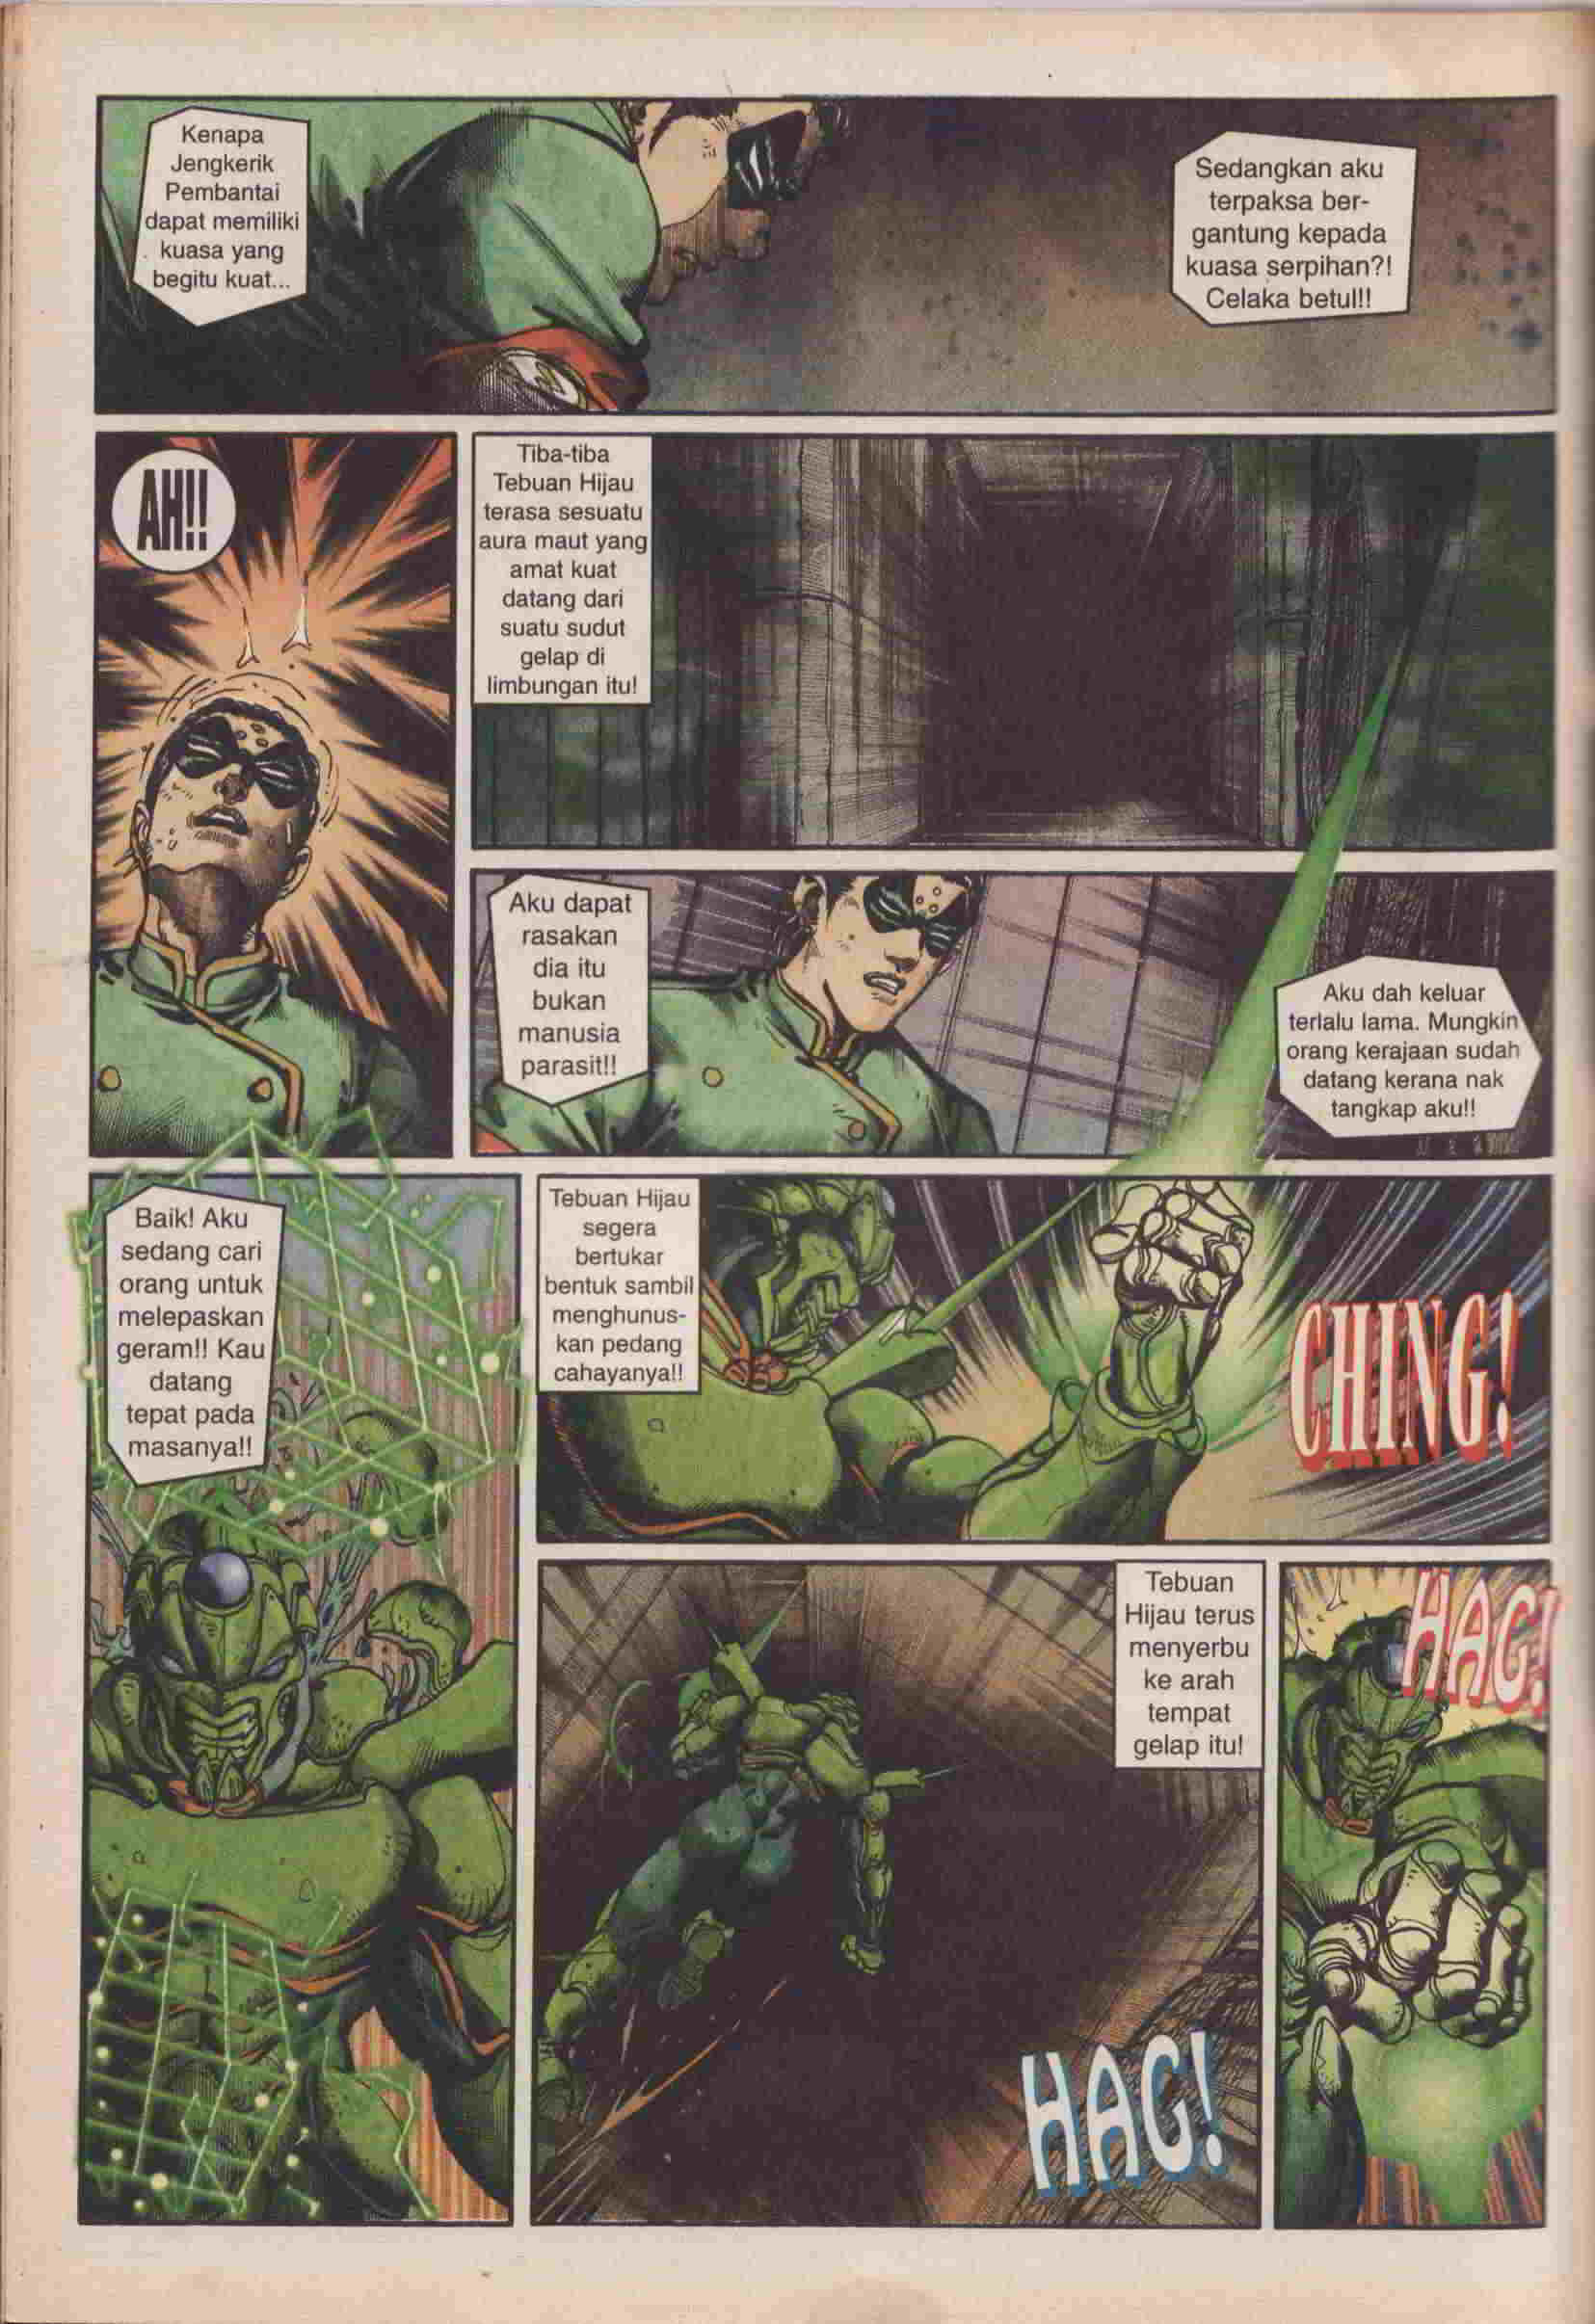 Kenapa
Jengkerik
Pembantai
dapat memiliki
kuasa yang
begitu kuat...
Sedangkan aku
terpaksa ber-
gantung kepada
kuasa serpihan?!
Celaka betul!!
AH!!
Tiba-tiba
Tebuan Hijau
terasa sesuatu
aura maut yang
amat kuat
datang dari
suatu sudut
gelap di
limbungan itu!
Aku dapat
rasakan
dia itu
bukan
manusia
parasit!!
Aku dah keluar
terlalu lama. Mungkin
orang kerajaan sudah
datang kerana nak
tangkap aku!!
Baik! Aku
sedang cari
orang untuk
melepaskan
geram!! Kau
datang
tepat pada
masanya!!
Tebuan Hijau
segera
bertukar
bentuk sambil
menghunus-
kan pedang
cahayanya!!
CHING!
Tebuan
Hijau terus
menyerbu
ke arah
tempat
gelap itu!
HAG!
HAG!